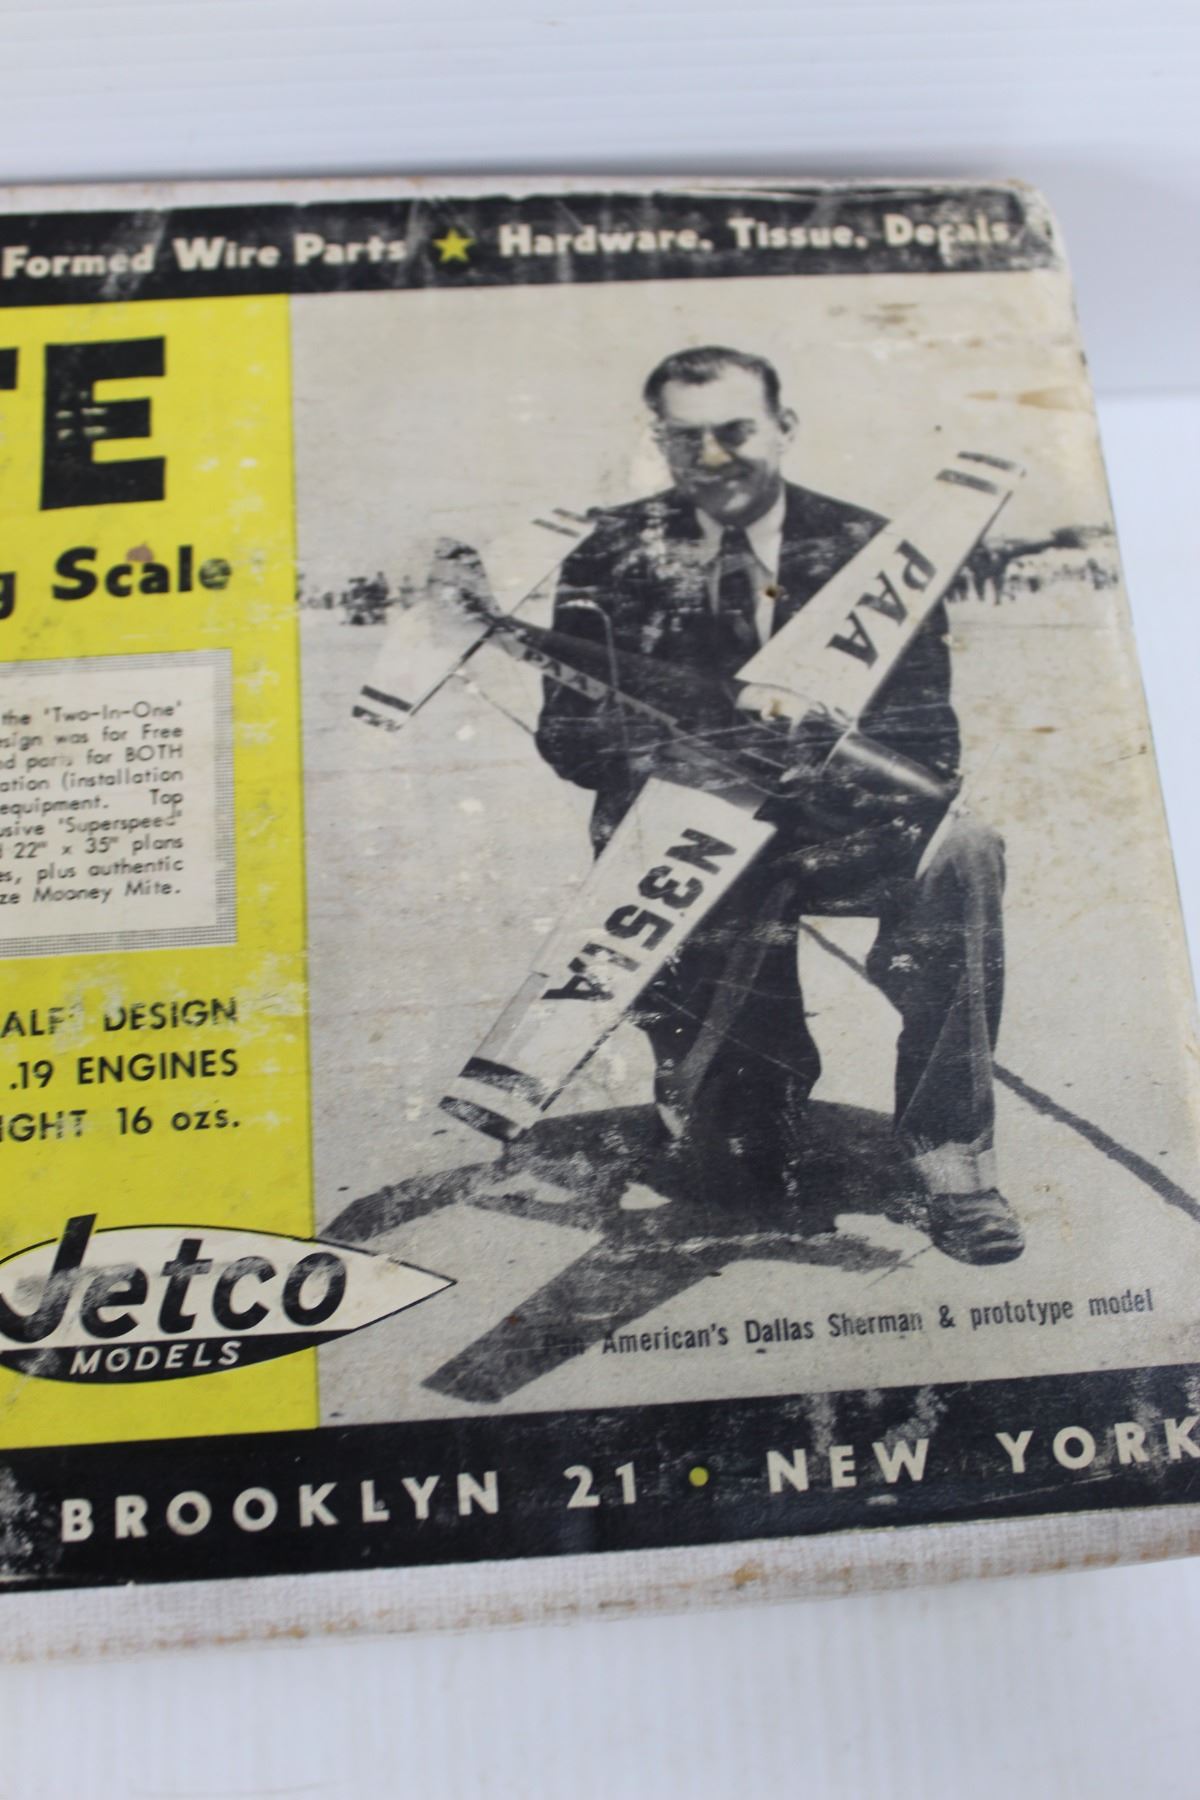 Formed Wire Parts ★ Hardware, Tissue, Decals
TE
g Scale
the 'Two-In-One'
esign was for Free
nd parts for BOTH
ation (installation
equipment. Top
usive 'Superspeed'
d 22" x 35" plans
es, plus authentic
ze Mooney Mite.
ALF' DESIGN
.19 ENGINES
IGHT 16 ozs.
PAA
PAA
N351A
Jetco
MODELS
Pan American's Dallas Sherman & prototype model
BROOKLYN 21 • NEW YORK